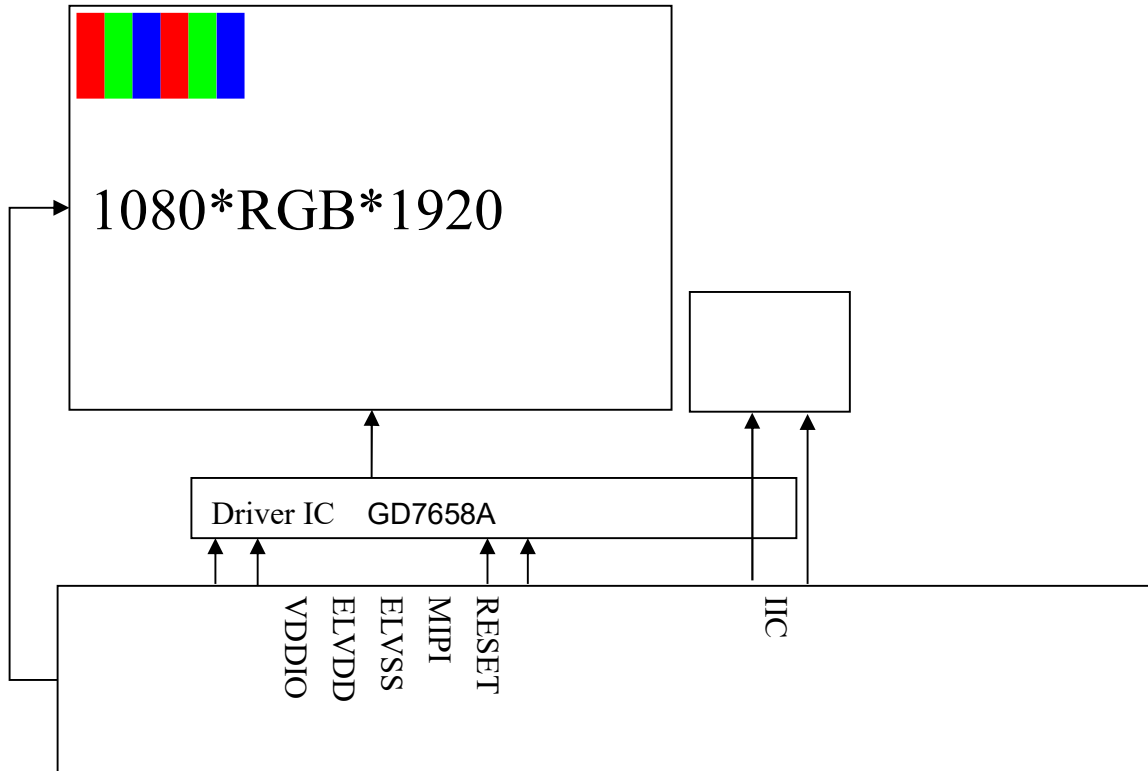 1080*RGB*1920
Driver IC GD7658A
VDDIO
ELVDD
ELVSS
MIPI
RESET
IIC